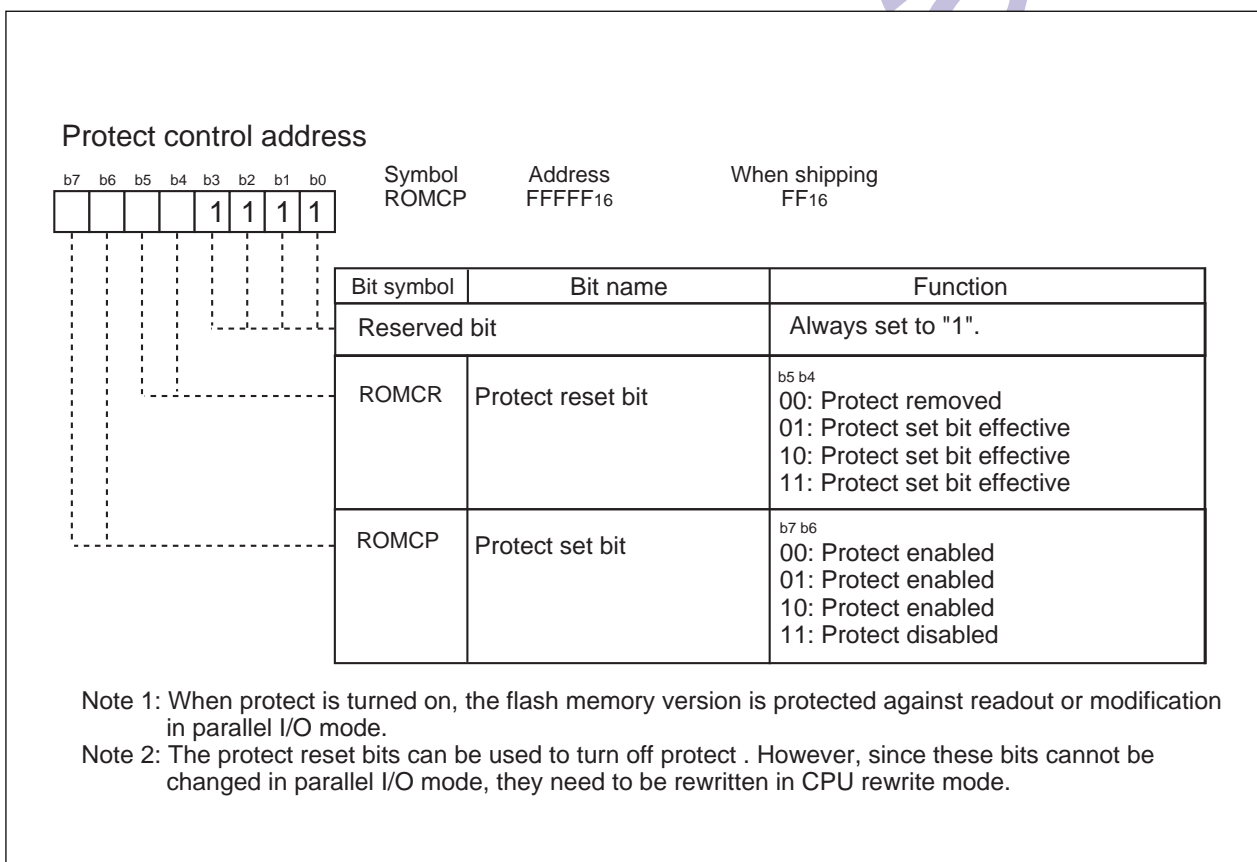 Protect control address
b7 b6 b5 b4 b3 b2 b1 b0
1 1 1 1
Symbol Address When shipping
ROMCP FFFFF16 FF16
Bit symbol Bit name Function
Reserved bit Always set to "1".
ROMCR Protect reset bit
b5 b4
00: Protect removed
01: Protect set bit effective
10: Protect set bit effective
11: Protect set bit effective
ROMCP Protect set bit
b7 b6
00: Protect enabled
01: Protect enabled
10: Protect enabled
11: Protect disabled
Note 1: When protect is turned on, the flash memory version is protected against readout or modification
in parallel I/O mode.
Note 2: The protect reset bits can be used to turn off protect . However, since these bits cannot be
changed in parallel I/O mode, they need to be rewritten in CPU rewrite mode.